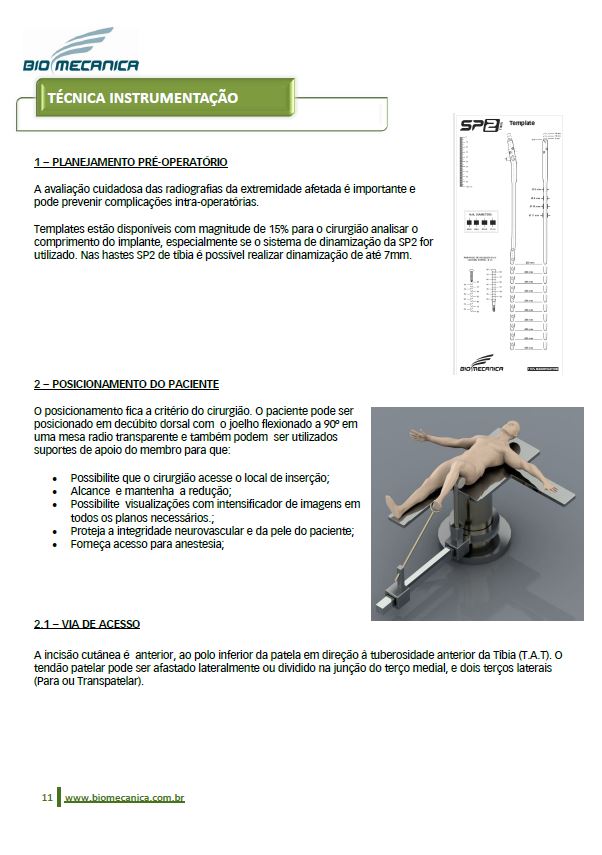 BIOMECANICA
TÉCNICA INSTRUMENTAÇÃO
SP2
Template
1 – PLANEJAMENTO PRÉ-OPERATÓRIO
A avaliação cuidadosa das radiografias da extremidade afetada é importante e
pode prevenir complicações intra-operatórias.
Templates estão disponíveis com magnitude de 15% para o cirurgião analisar o
comprimento do implante, especialmente se o sistema de dinamização da SP2 for
utilizado. Nas hastes SP2 de tíbia é possível realizar dinamização de até 7mm.
BIOMECANICA
2 – POSICIONAMENTO DO PACIENTE
O posicionamento fica a critério do cirurgião. O paciente pode ser
posicionado em decúbito dorsal com o joelho flexionado a 90º em
uma mesa radio transparente e também podem ser utilizados
suportes de apoio do membro para que:
• Possibilite que o cirurgião acesse o local de inserção;
• Alcance e mantenha a redução;
• Possibilite visualizações com intensificador de imagens em
todos os planos necessários.;
• Proteja a integridade neurovascular e da pele do paciente;
• Forneça acesso para anestesia;
2.1 – VIA DE ACESSO
A incisão cutânea é anterior, ao polo inferior da patela em direção á tuberosidade anterior da Tíbia (T.A.T). O
tendão patelar pode ser afastado lateralmente ou dividido na junção do terço medial, e dois terços laterais
(Para ou Transpatelar).
11 www.biomecanica.com.br